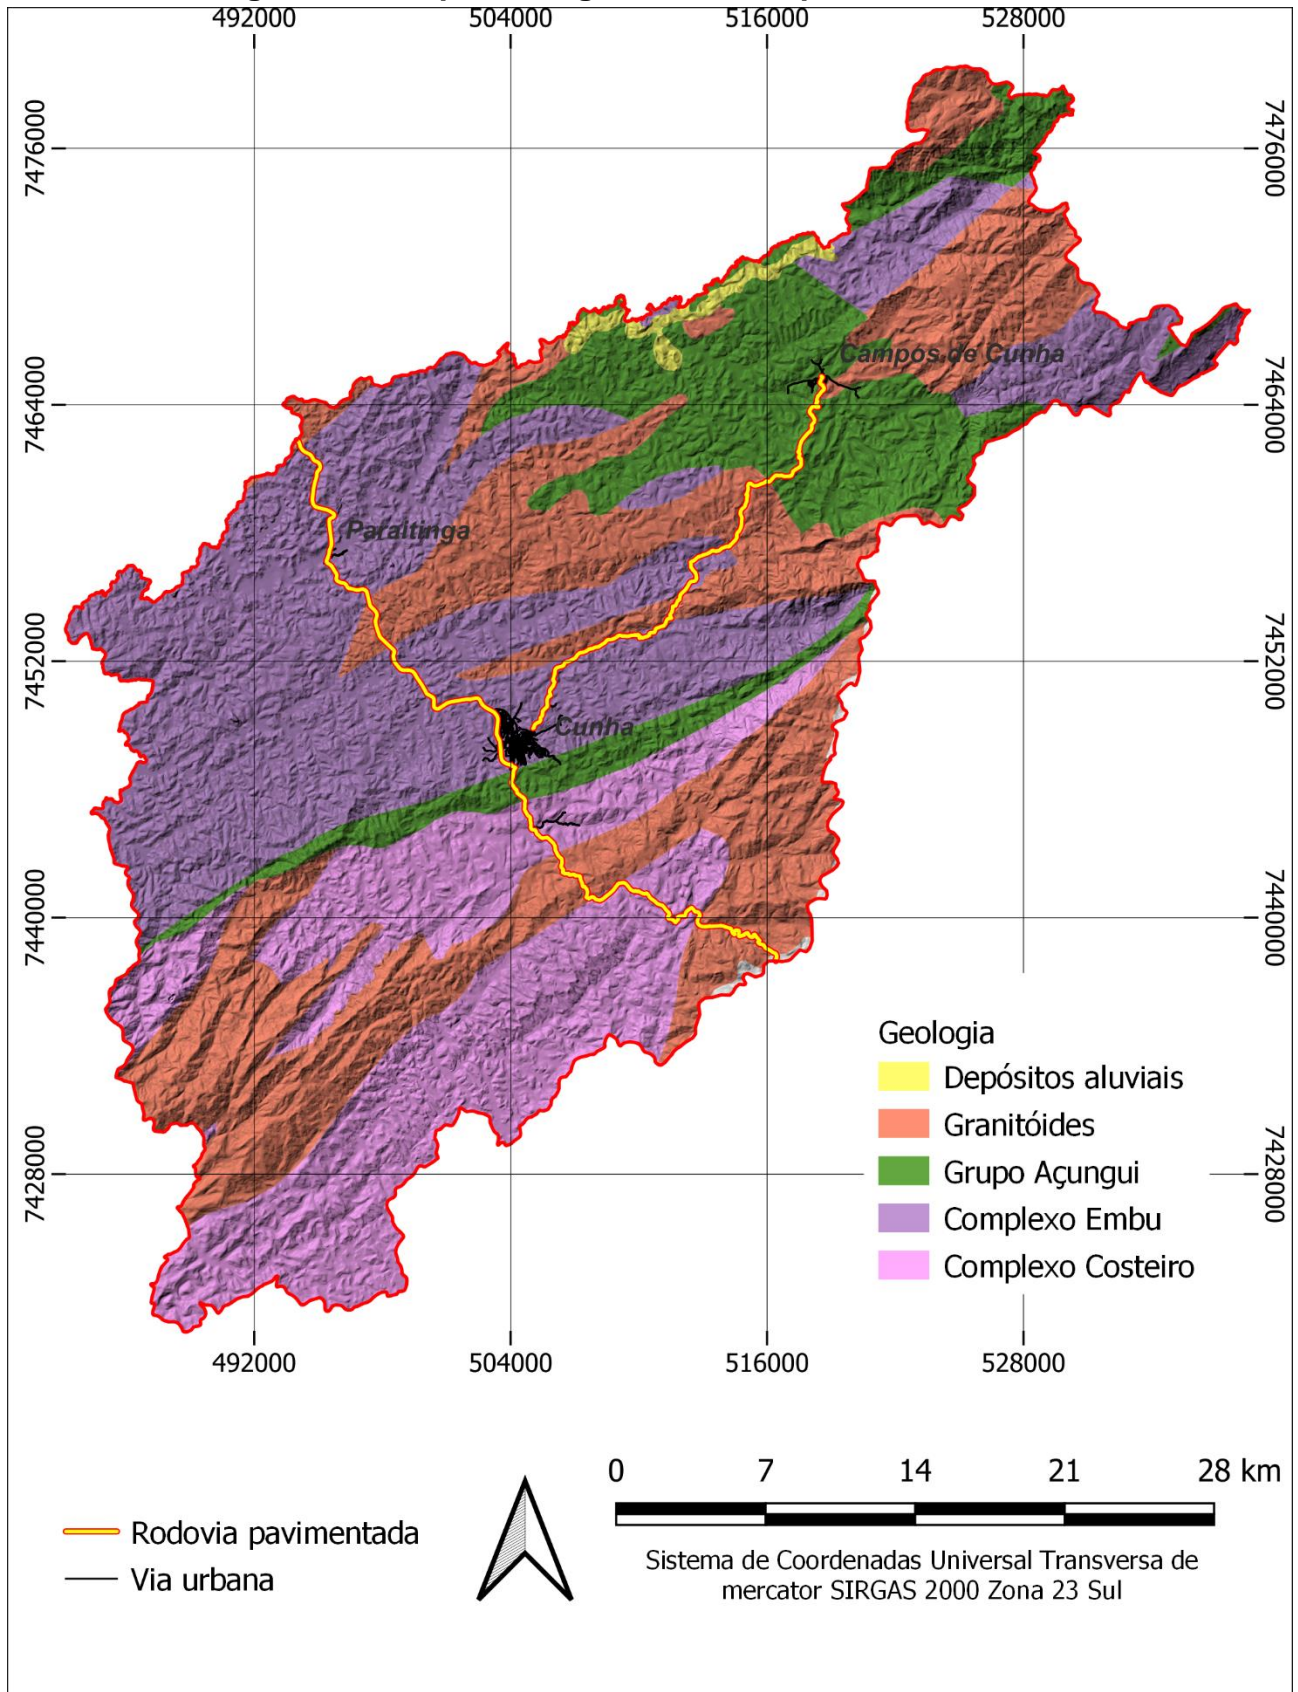 492000 504000 516000 528000
7476000 7476000
7464000 7464000
7452000 7452000
7440000 7440000
7428000 7428000
Campos de Cunha
Paraitinga
Cunha
Geologia
Depósitos aluviais
Granitóides
Grupo Açungui
Complexo Embu
Complexo Costeiro
492000 504000 516000 528000
0 7 14 21 28 km
Rodovia pavimentada
Via urbana
Sistema de Coordenadas Universal Transversa de
mercator SIRGAS 2000 Zona 23 Sul